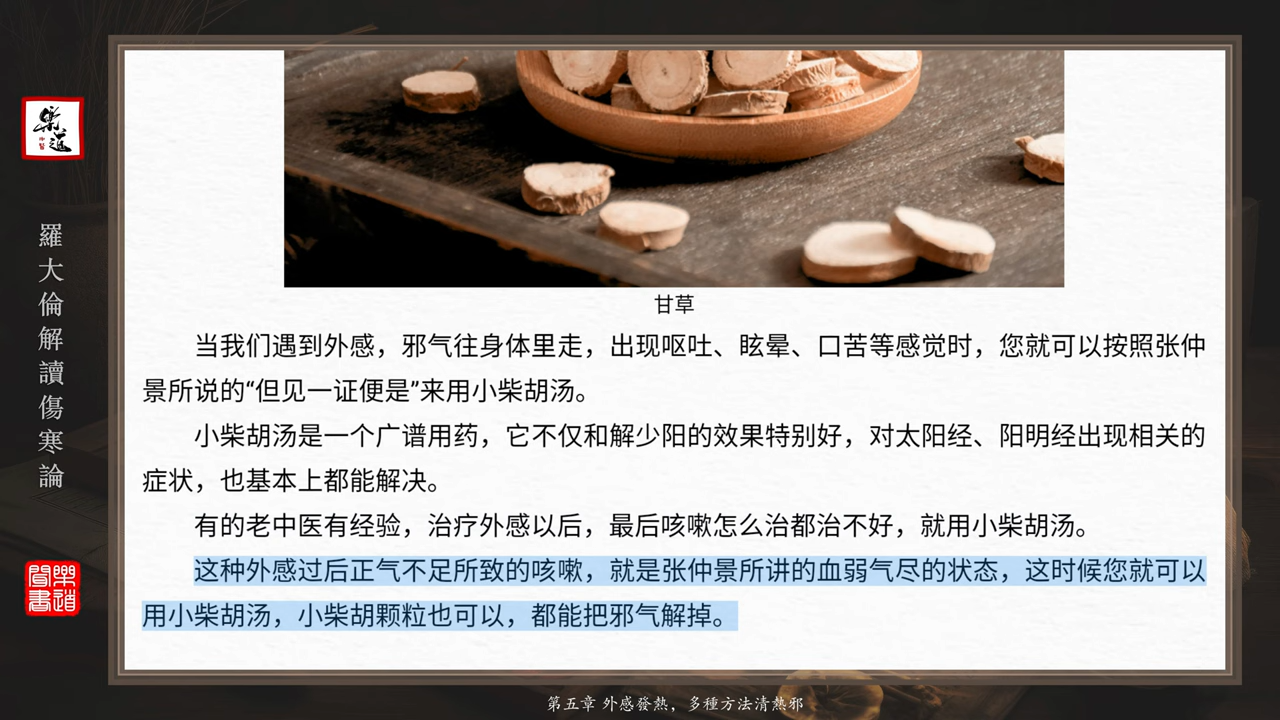 樂道
中醫
羅大倫解讀傷寒論
樂道
閱書
甘草
当我们遇到外感，邪气往身体里走，出现呕吐、眩晕、口苦等感觉时，您就可以按照张仲
景所说的“但见一证便是”来用小柴胡汤。
小柴胡汤是一个广谱用药，它不仅和解少阳的效果特别好，对太阳经、阳明经出现相关的
症状，也基本上都能解决。
有的老中医有经验，治疗外感以后，最后咳嗽怎么治都治不好，就用小柴胡汤。
这种外感过后正气不足所致的咳嗽，就是张仲景所讲的血弱气尽的状态，这时候您就可以
用小柴胡汤，小柴胡颗粒也可以，都能把邪气解掉。
第五章 外感發熱，多種方法清熱邪